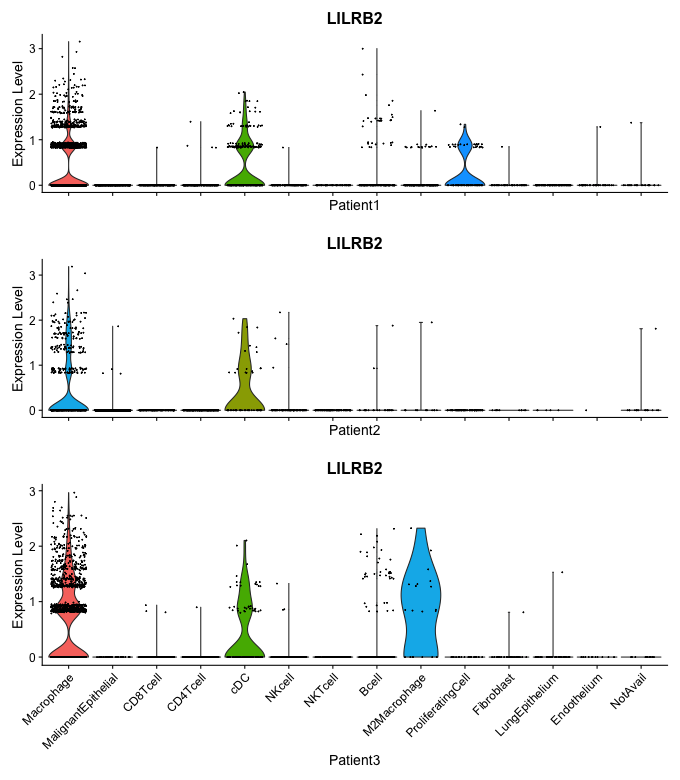 LILRB2
Expression Level
3
2
1
0
Patient1
LILRB2
Expression Level
3
2
1
0
Patient2
LILRB2
Expression Level
3
2
1
0
Macrophage
MalignantEpithelial
CD8Tcell
CD4Tcell
cDC
NKcell
NKTcell
Bcell
M2Macrophage
ProliferatingCell
Fibroblast
LungEpithelium
Endothelium
NotAvail
Patient3